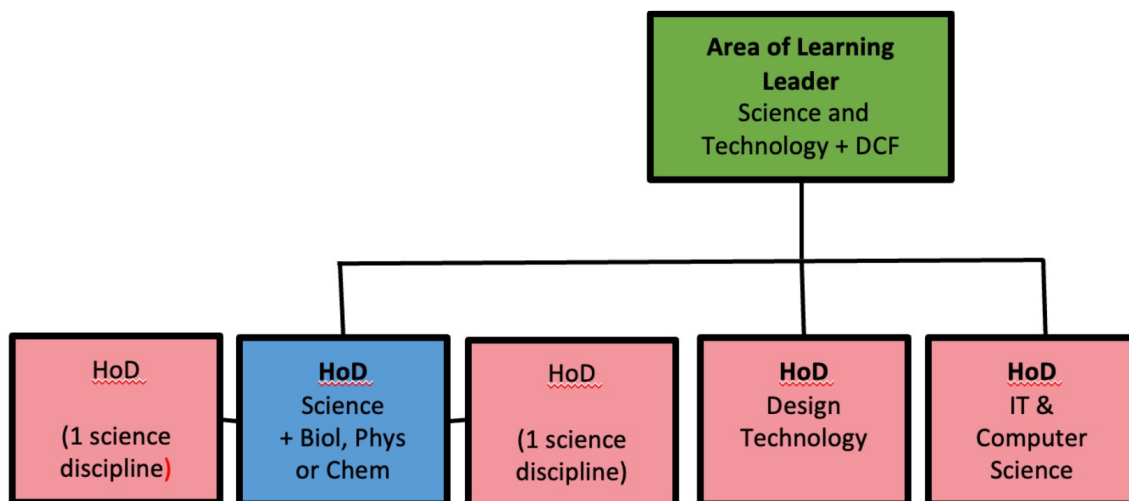 Area of Learning
Leader
Science and
Technology + DCF
HoD
(1 science
discipline)
HoD
Science
+ Biol, Phys
or Chem
HoD
(1 science
discipline)
HoD
Design
Technology
HoD
IT &
Computer
Science